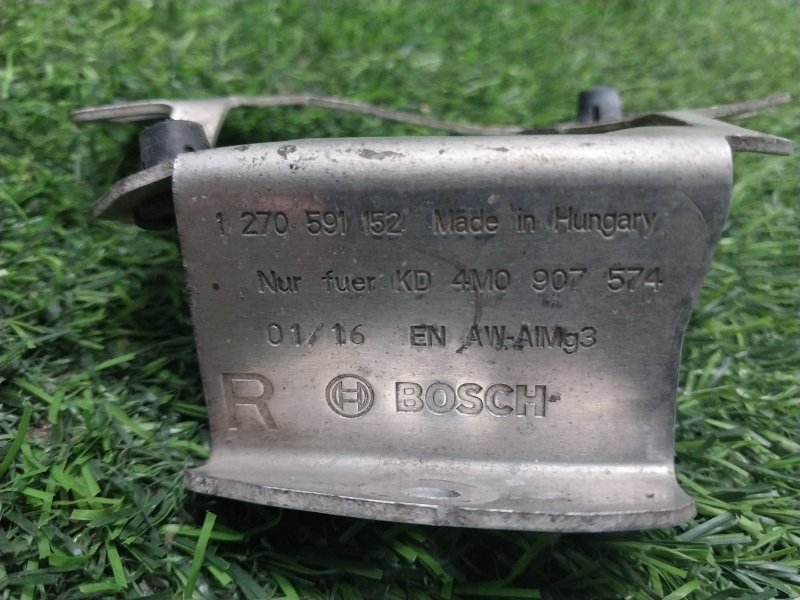 1 270 591 152 Made in Hungary
Nur fuer KD 4M0 907 574
01/16 EN AW-AlMg3
R BOSCH